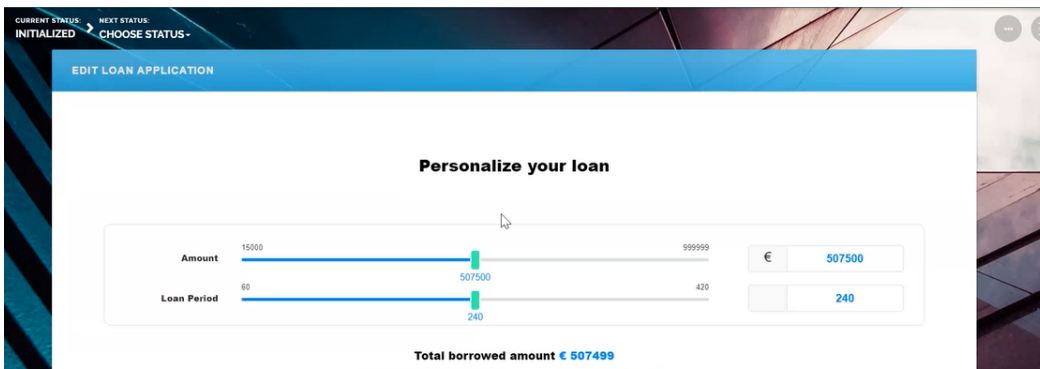 CURRENT STATUS: NEXT STATUS:
INITIALIZED CHOOSE STATUS
EDIT LOAN APPLICATION
Personalize your loan
15000 999999
Amount € 507500
507500
60 420
Loan Period 240
240
Total borrowed amount € 507499